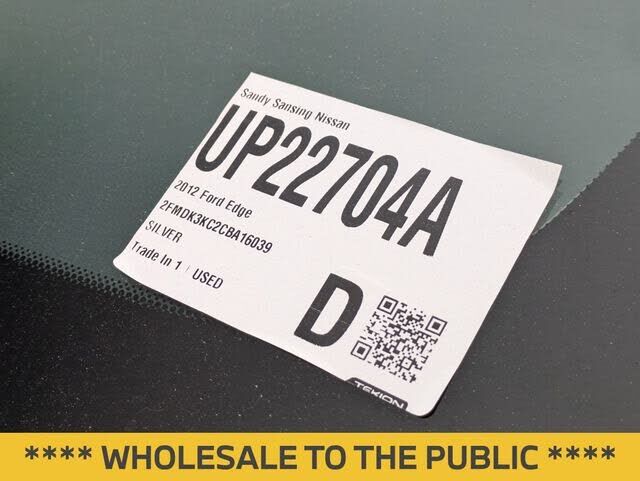 Sandy Sansing Nissan
UP22704A
2012 Ford Edge
2FMDK3KC2CBA16039
SILVER
Trade In 1 | USED
D
TEKION
**** WHOLESALE TO THE PUBLIC ****